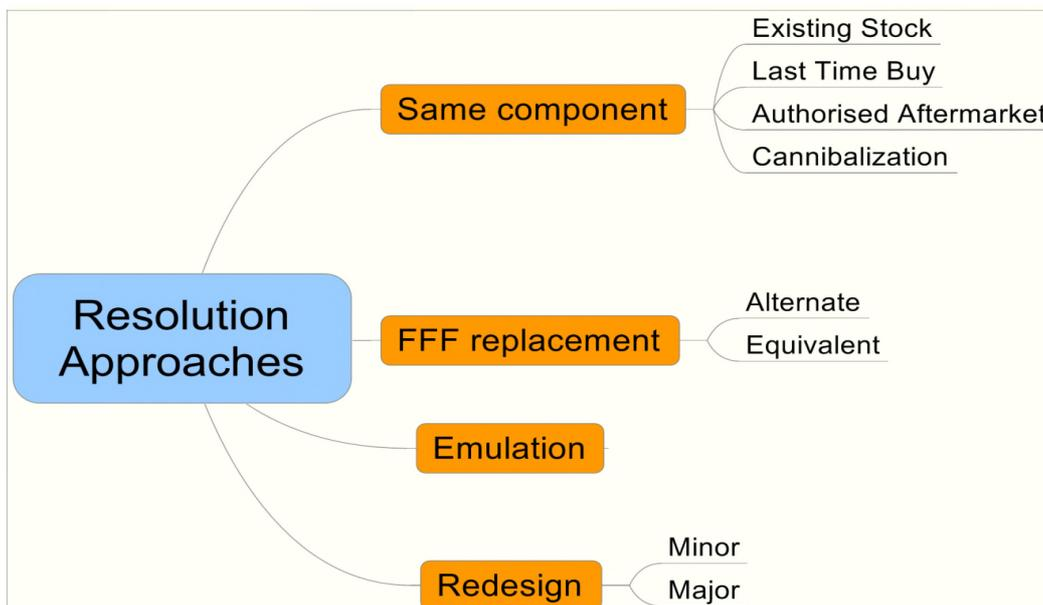 Resolution
Approaches
Same component
Existing Stock
Last Time Buy
Authorised Aftermarket
Cannibalization
FFF replacement
Alternate
Equivalent
Emulation
Redesign
Minor
Major